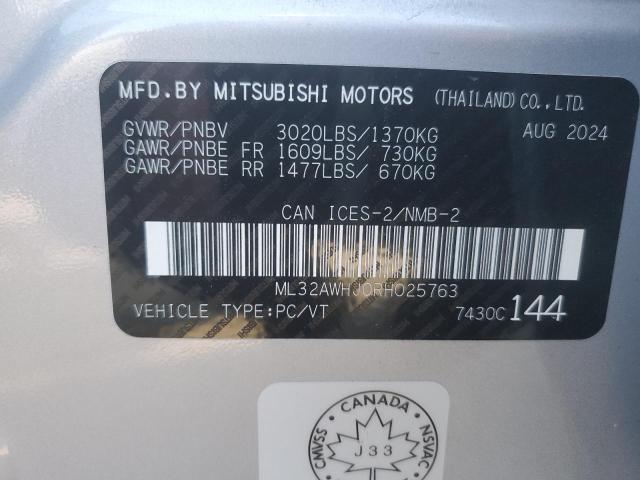 MFD.BY MITSUBISHI MOTORS (THAILAND)CO.,LTD.
GVWR/PNBV 3020LBS/1370KG AUG 2024
GAWR/PNBE FR 1609LBS/ 730KG
GAWR/PNBE RR 1477LBS/ 670KG
CAN ICES-2/NMB-2
ML32AWHJ0RH025763
VEHICLE TYPE:PC/VT 7430C 144
CANADA
CMVSS
NSVAC
J33